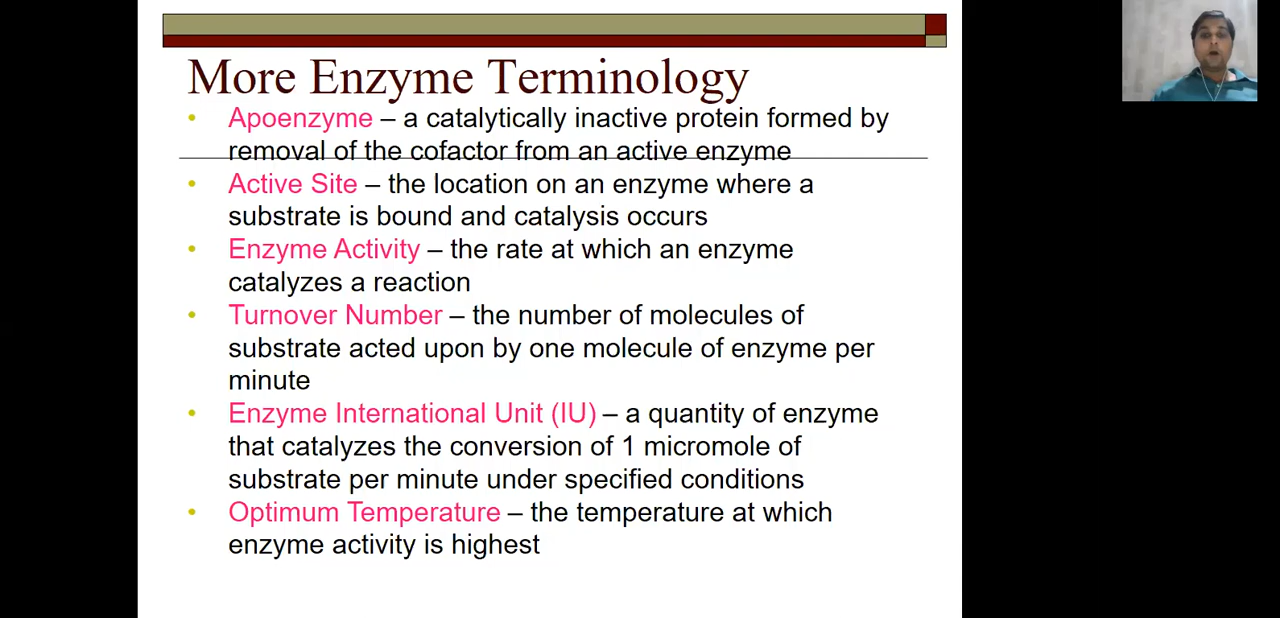 More Enzyme Terminology
• Apoenzyme – a catalytically inactive protein formed by
removal of the cofactor from an active enzyme
• Active Site – the location on an enzyme where a
substrate is bound and catalysis occurs
• Enzyme Activity – the rate at which an enzyme
catalyzes a reaction
• Turnover Number – the number of molecules of
substrate acted upon by one molecule of enzyme per
minute
• Enzyme International Unit (IU) – a quantity of enzyme
that catalyzes the conversion of 1 micromole of
substrate per minute under specified conditions
• Optimum Temperature – the temperature at which
enzyme activity is highest